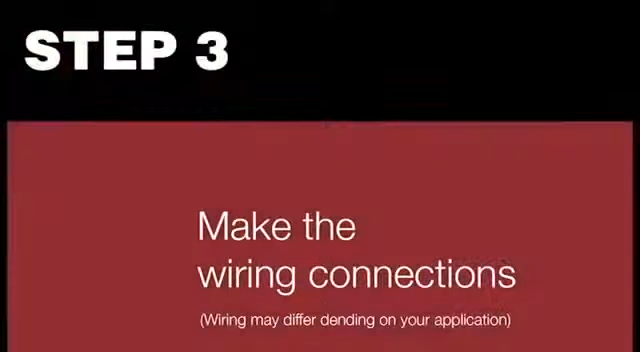 STEP 3
Make the
wiring connections
(Wiring may differ dending on your application)